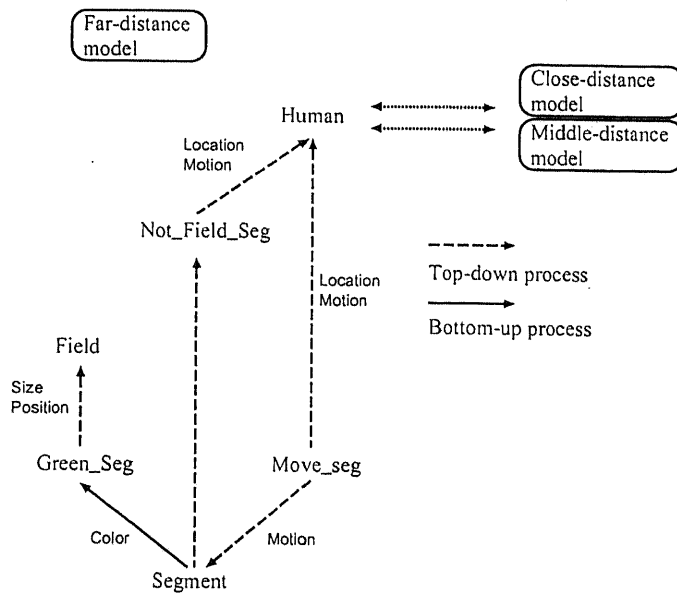 Far-distance
model
Close-distance
model
Human
Middle-distance
model
Location
Motion
Not_Field_Seg
Top-down process
Location
Motion
Bottom-up process
Field
Size
Position
Green_Seg
Move_seg
Color
Motion
Segment